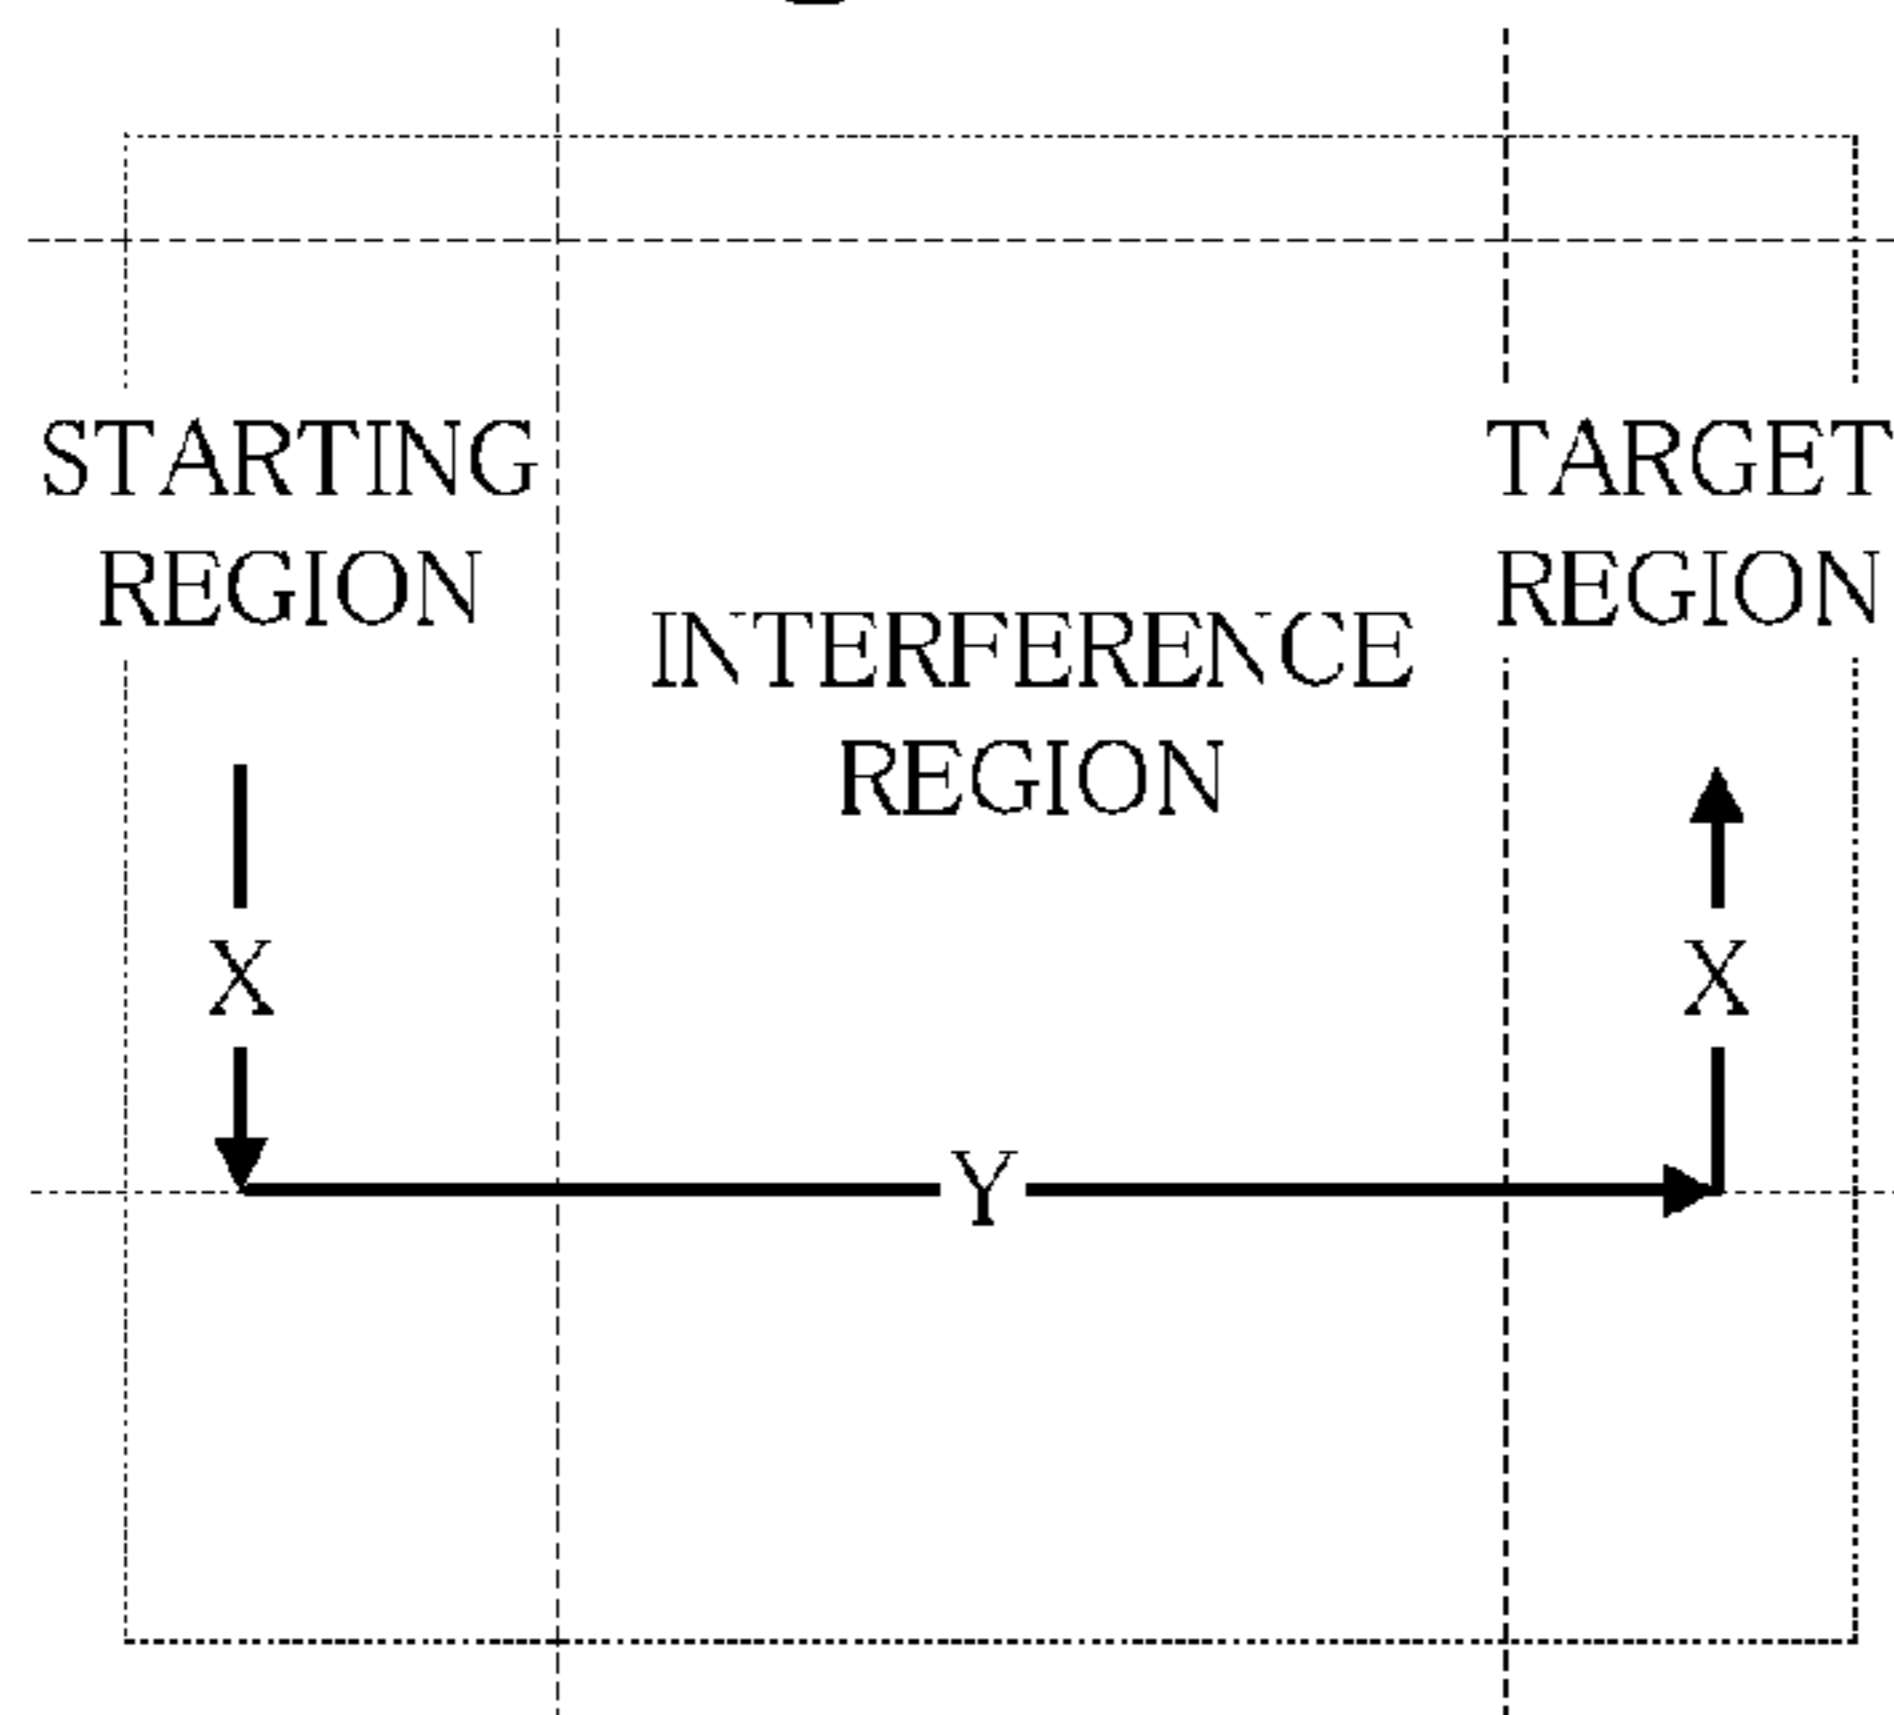 STARTING
REGION
TARGET
REGION
INTERFERENCE
REGION
X
X
Y